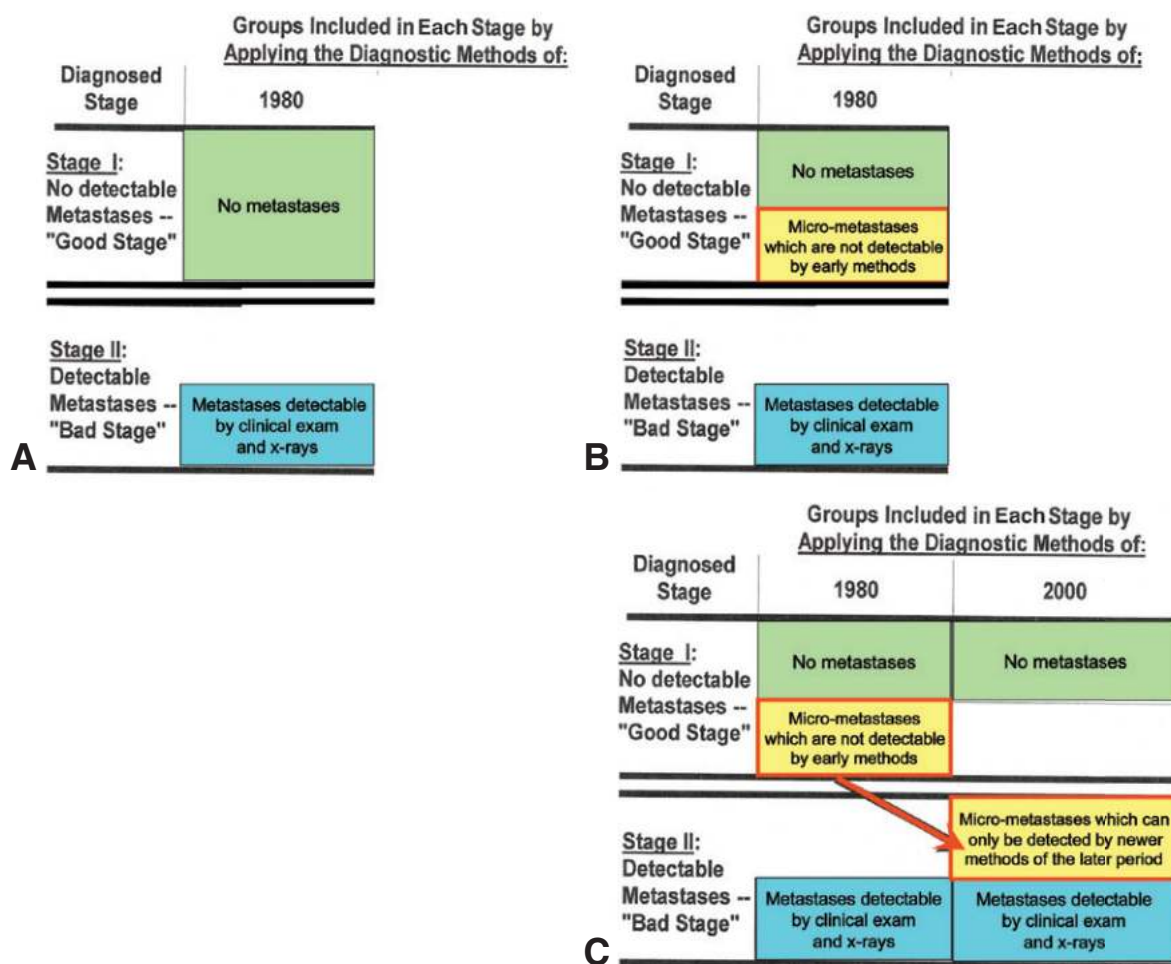 Groups Included in Each Stage by
Applying the Diagnostic Methods of:
Diagnosed
Stage
1980
Stage I:
No detectable
Metastases --
"Good Stage"
No metastases
Stage II:
Detectable
Metastases --
"Bad Stage"
Metastases detectable
by clinical exam
and x-rays
A
Groups Included in Each Stage by
Applying the Diagnostic Methods of:
Diagnosed
Stage
1980
Stage I:
No detectable
Metastases --
"Good Stage"
No metastases
Micro-metastases
which are not detectable
by early methods
Stage II:
Detectable
Metastases --
"Bad Stage"
Metastases detectable
by clinical exam
and x-rays
B
Groups Included in Each Stage by
Applying the Diagnostic Methods of:
Diagnosed
Stage
1980
2000
Stage I:
No detectable
Metastases --
"Good Stage"
No metastases
No metastases
Micro-metastases
which are not detectable
by early methods
Stage II:
Detectable
Metastases --
"Bad Stage"
Micro-metastases which can
only be detected by newer
methods of the later period
Metastases detectable
by clinical exam
and x-rays
Metastases detectable
by clinical exam
and x-rays
C